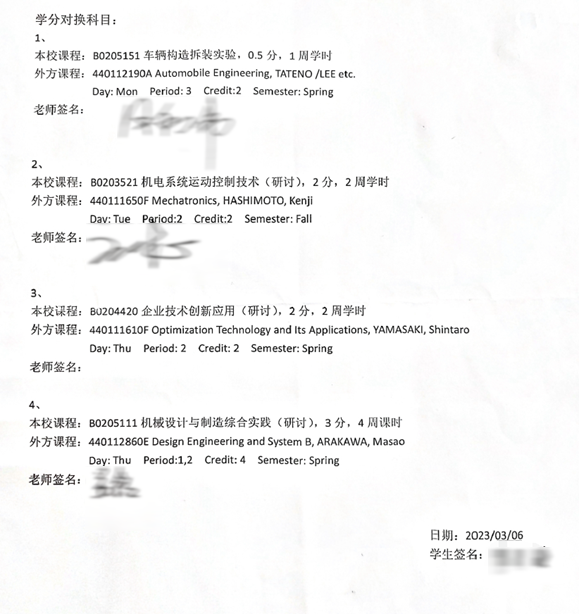 学分对换科目：
1、
本校课程：B0205151 车辆构造拆装实验，0.5 分，1 周学时
外方课程：440112190A Automobile Engineering, TATENO /LEE etc.
Day: Mon Period: 3 Credit:2 Semester: Spring
老师签名：
2、
本校课程：B0203521 机电系统运动控制技术（研讨），2 分，2 周学时
外方课程：440111650F Mechatronics, HASHIMOTO, Kenji
Day: Tue Period:2 Credit:2 Semester: Fall
老师签名：
3、
本校课程：B0204420 企业技术创新应用（研讨），2 分，2 周学时
外方课程：440111610F Optimization Technology and Its Applications, YAMASAKI, Shintaro
Day: Thu Period: 2 Credit: 2 Semester: Spring
老师签名：
4、
本校课程：B0205111 机械设计与制造综合实践（研讨），3 分，4 周课时
外方课程：440112860E Design Engineering and System B, ARAKAWA, Masao
Day: Thu Period:1,2 Credit: 4 Semester: Spring
老师签名：
日期：2023/03/06
学生签名：